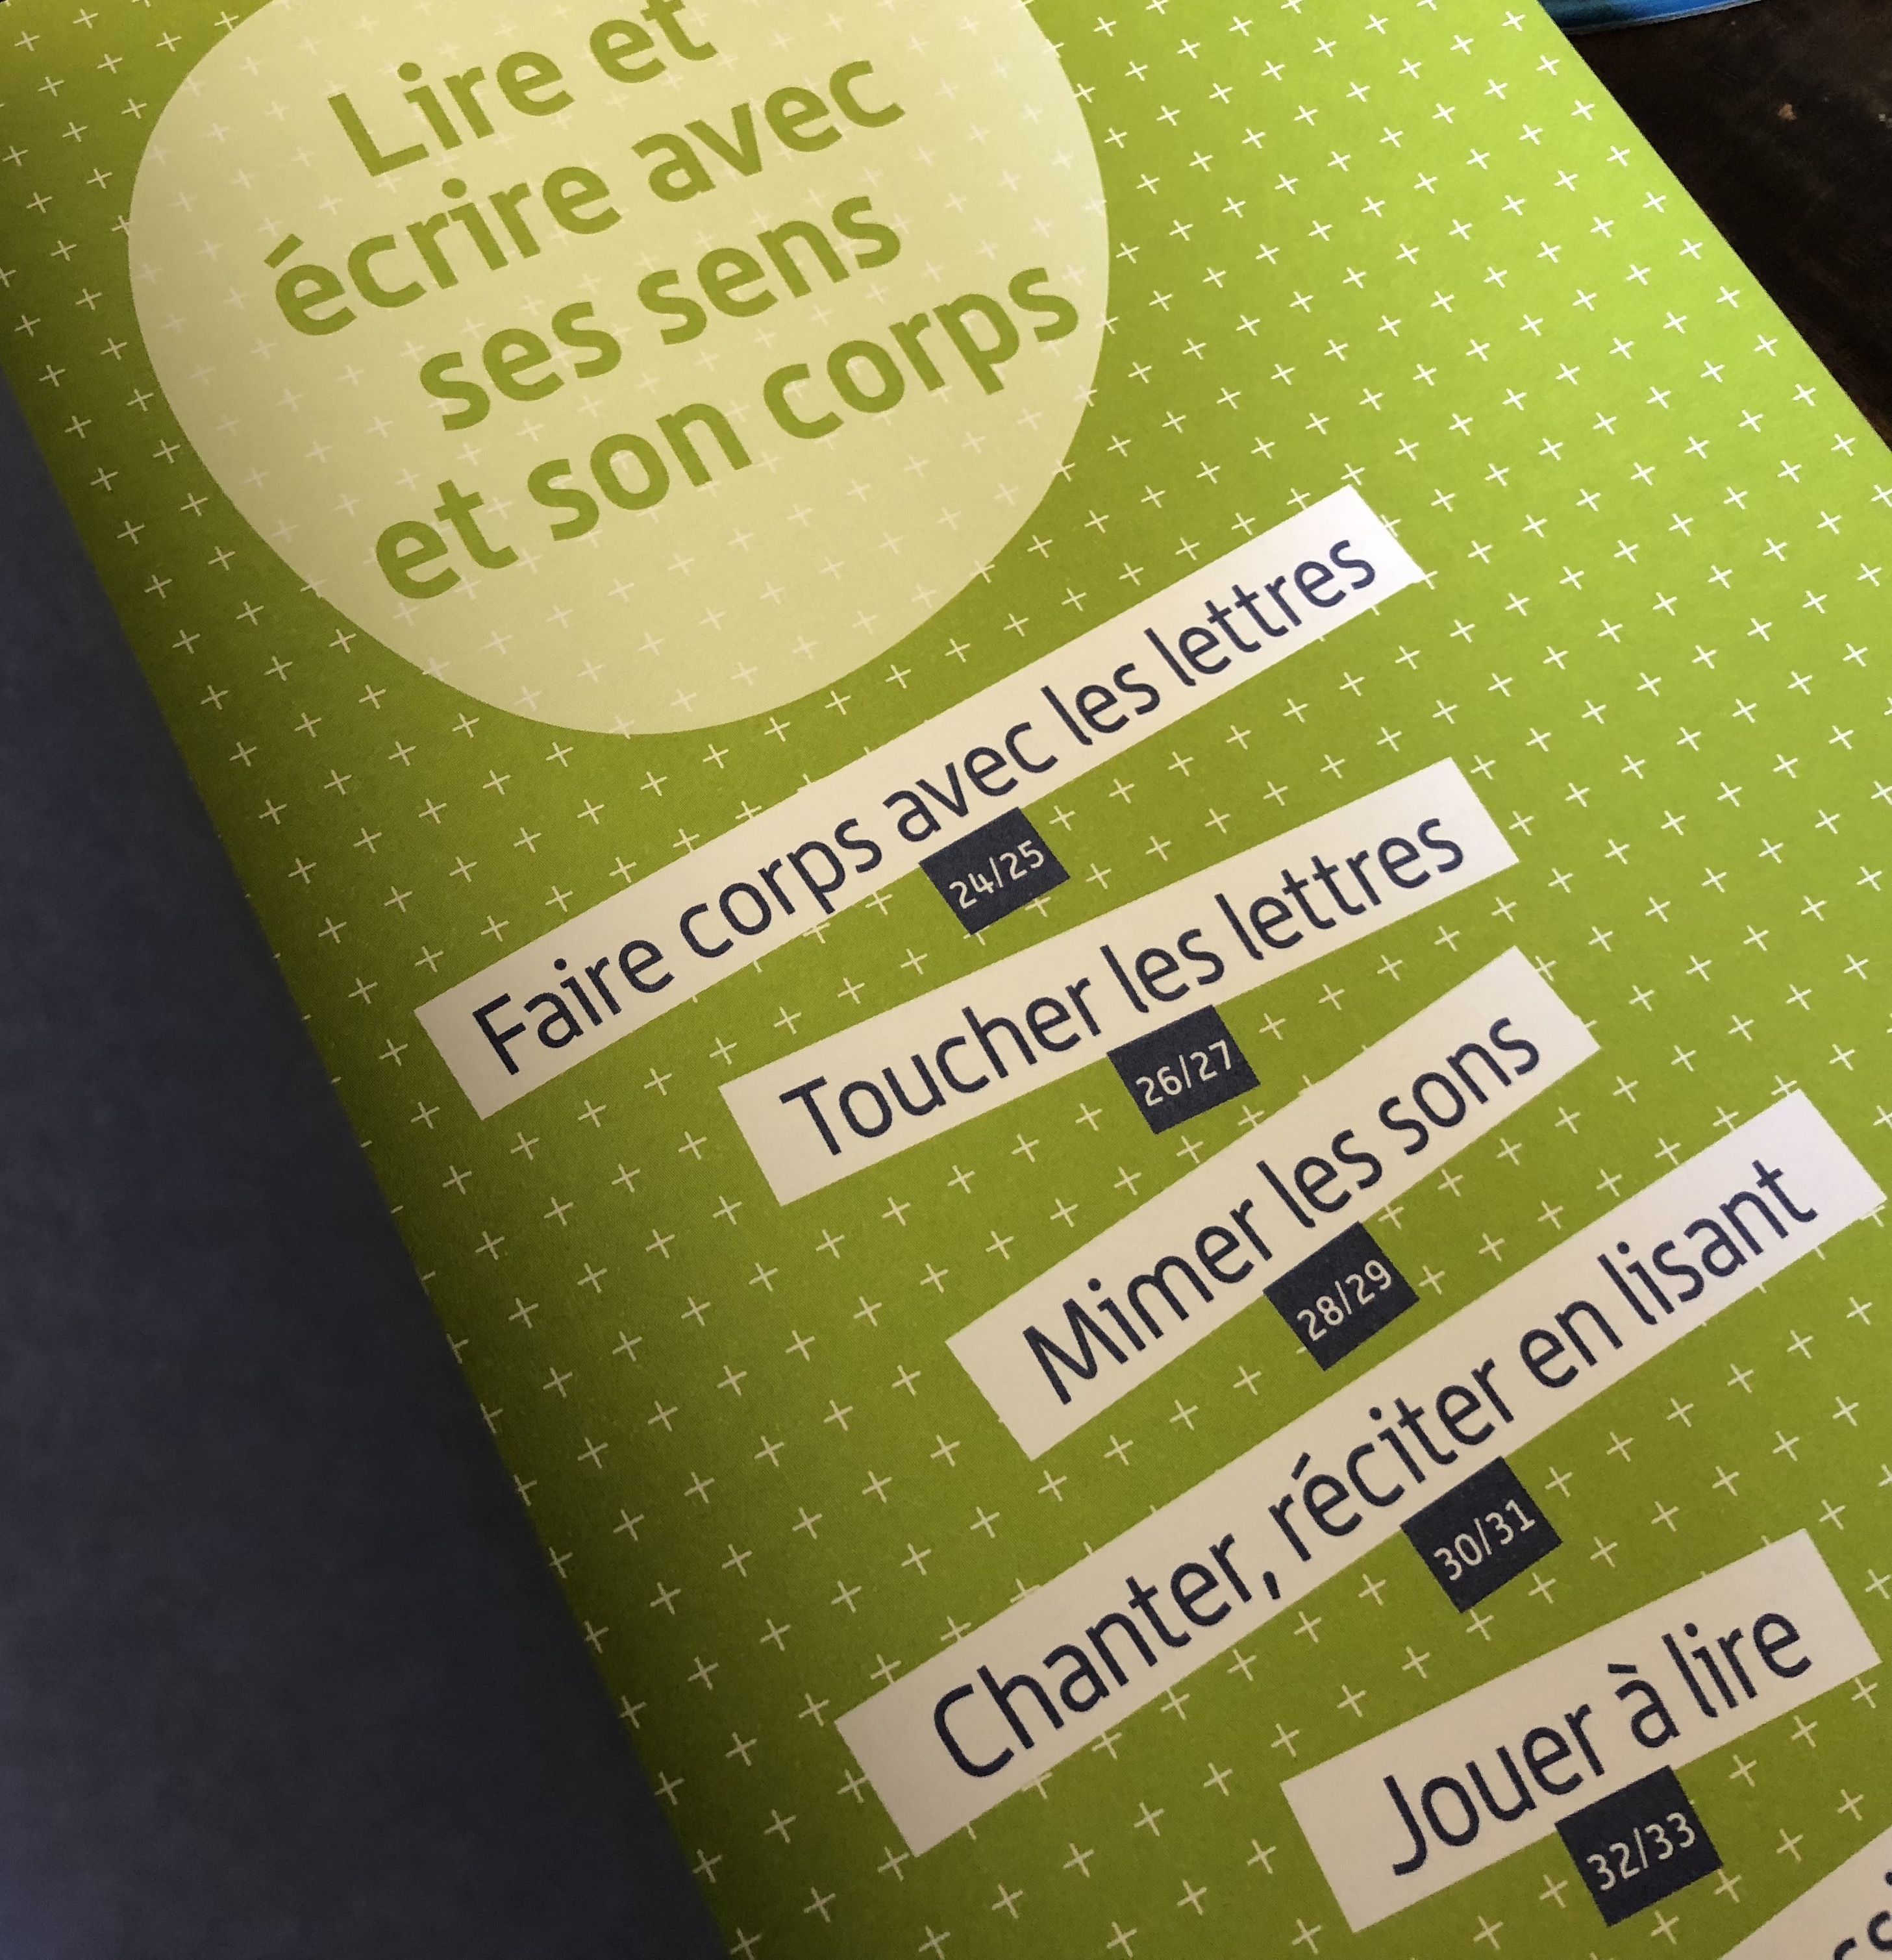 Lire et
écrire avec
ses sens
et son corps
Faire corps avec les lettres
24/25
Toucher les lettres
26/27
Mimer les sons
28/29
Chanter, réciter en lisant
30/31
Jouer à lire
32/33